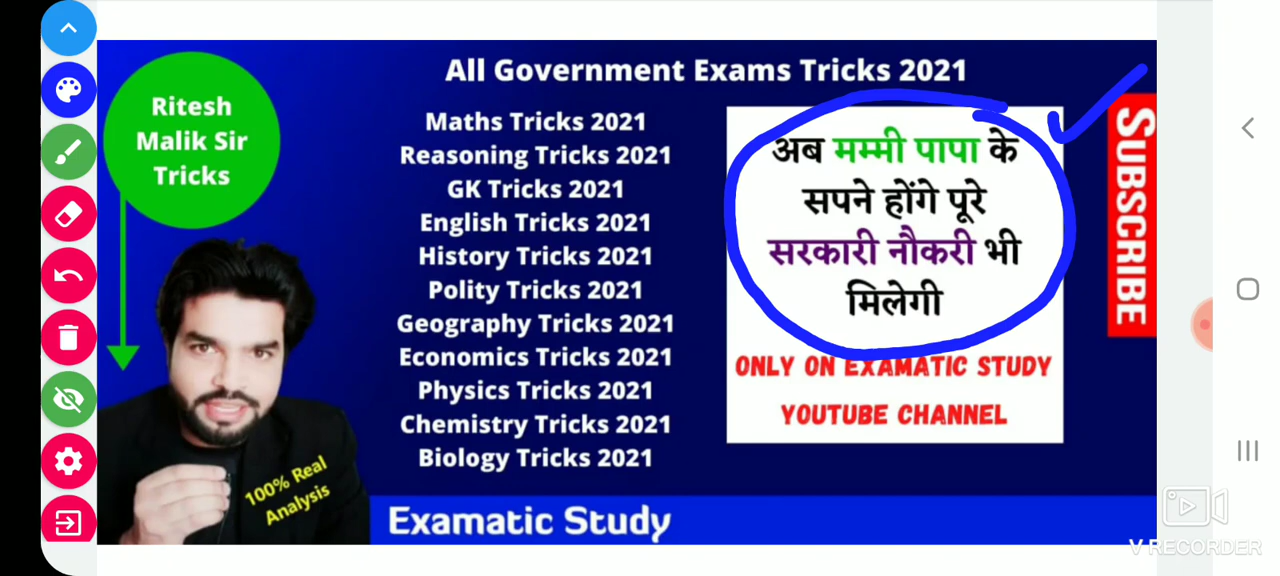 All Government Exams Tricks 2021
Ritesh
Malik Sir
Tricks
Maths Tricks 2021
Reasoning Tricks 2021
GK Tricks 2021
English Tricks 2021
History Tricks 2021
Polity Tricks 2021
Geography Tricks 2021
Economics Tricks 2021
Physics Tricks 2021
Chemistry Tricks 2021
Biology Tricks 2021
अब मम्मी पापा के
सपने होंगे पूरे
सरकारी नौकरी भी
मिलेगी
ONLY ON EXAMATIC STUDY
YOUTUBE CHANNEL
SUBSCRIBE
100% Real
Analysis
Examatic Study
V RECORDER